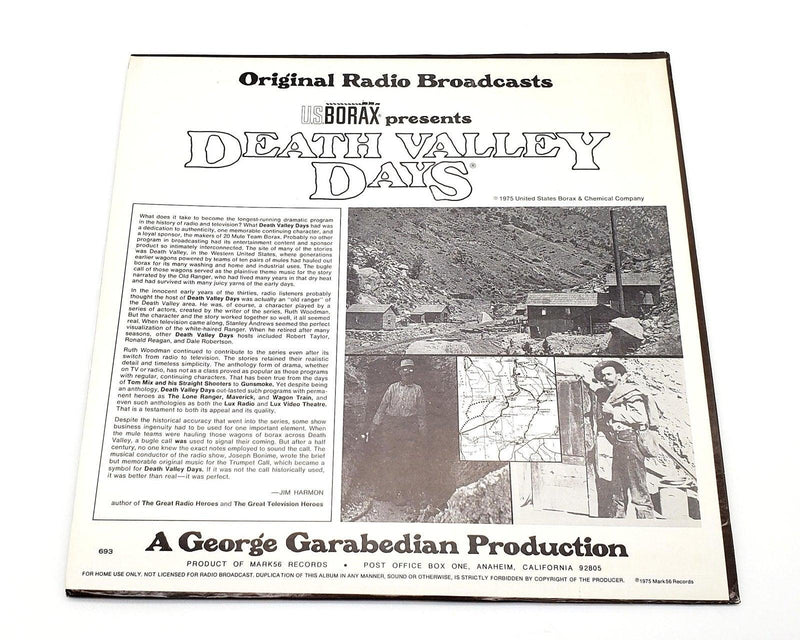 Original Radio Broadcasts
U.S. BORAX® presents
DEATH VALLEY
DAYS®
© 1975 United States Borax & Chemical Company
What does it take to become the longest-running dramatic program
in the history of radio and television? What Death Valley Days had was
a dedication to authenticity, one memorable continuing character, and
a loyal sponsor, the makers of 20 Mule Team Borax. Probably no other
program in broadcasting had its entertainment content and sponsor
product so intimately interconnected. The site of many of the stories
was Death Valley, in the Western United States, where generations
earlier wagons powered by teams of ten pairs of mules had hauled out
borax for its many washing and home and industrial uses. The bugle
call of those wagons served as the plaintive theme music for the story
narrated by the Old Ranger, who had lived many years in that dry heat
and had survived with many juicy yarns of the early days.
In the innocent early years of the thirties, radio listeners probably
thought the host of Death Valley Days was actually an "old ranger" of
the Death Valley area. He was, of course, a character played by a
series of actors, created by the writer of the series, Ruth Woodman.
But the character and the story worked together so well, it all seemed
real. When television came along, Stanley Andrews seemed the perfect
visualization of the white-haired Ranger. When he retired after many
seasons, other Death Valley Days hosts included Robert Taylor,
Ronald Reagan, and Dale Robertson.
Ruth Woodman continued to contribute to the series even after its
switch from radio to television. The stories retained their realistic
detail and timeless simplicity. The anthology form of drama, whether
on TV or radio, has not as a class proved as popular as those programs
with regular, continuing characters. That has been true from the days
of Tom Mix and his Straight Shooters to Gunsmoke. Yet despite being
an anthology, Death Valley Days out-lasted such programs with perma-
nent heroes as The Lone Ranger, Maverick, and Wagon Train, and
even such anthologies as both the Lux Radio and Lux Video Theatre.
That is a testament to both its appeal and its quality.
Despite the historical accuracy that went into the series, some show
business ingenuity had to be used for one important element. When
the mule teams were hauling those wagons of borax across Death
Valley, a bugle call was used to signal their coming. But after a half
century, no one knew the exact notes employed to sound the call. The
musical conductor of the radio show, Joseph Bonime, wrote the brief
but memorable original music for the Trumpet Call, which became a
symbol for Death Valley Days. If it was not the call historically used,
it was better than real—it was perfect.
—JIM HARMON
author of The Great Radio Heroes and The Great Television Heroes
693
A George Garabedian Production
PRODUCT OF MARK56 RECORDS • POST OFFICE BOX ONE, ANAHEIM, CALIFORNIA 92805
FOR HOME USE ONLY. NOT LICENSED FOR RADIO BROADCAST. DUPLICATION OF THIS ALBUM IN ANY MANNER, SOUND OR OTHERWISE, IS STRICTLY FORBIDDEN BY COPYRIGHT OF THE PRODUCER. ℗1975 Mark56 Records